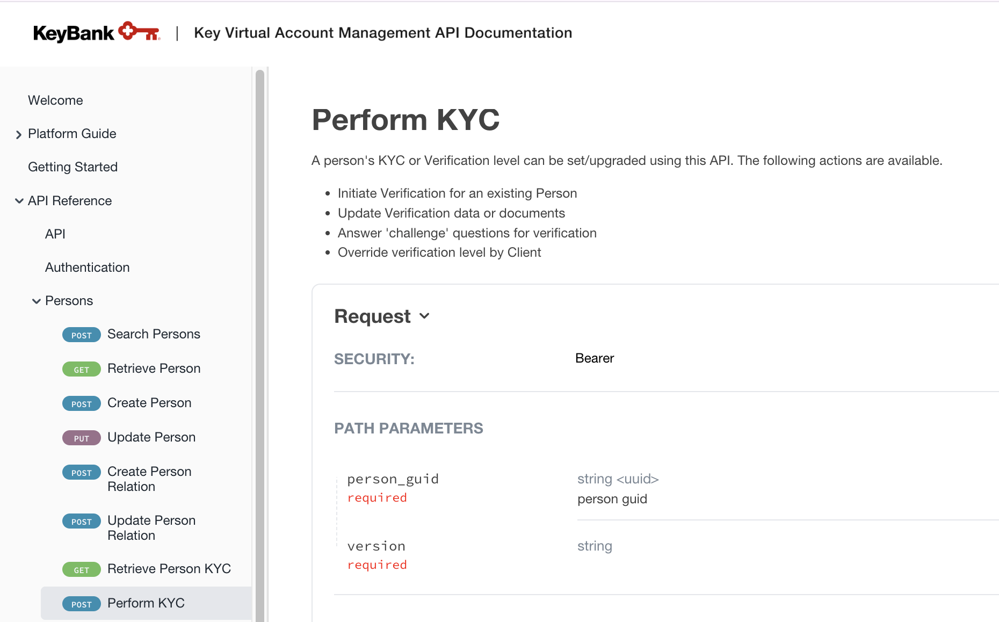 KeyBank | Key Virtual Account Management API Documentation
Welcome
Platform Guide
Getting Started
API Reference
API
Authentication
Persons
POST Search Persons
GET Retrieve Person
POST Create Person
PUT Update Person
POST Create Person
Relation
POST Update Person
Relation
GET Retrieve Person KYC
POST Perform KYC
Perform KYC
A person's KYC or Verification level can be set/upgraded using this API. The following actions are available.
• Initiate Verification for an existing Person
• Update Verification data or documents
• Answer 'challenge' questions for verification
• Override verification level by Client
Request
SECURITY: Bearer
PATH PARAMETERS
person_guid string <uuid>
required person guid
version string
required